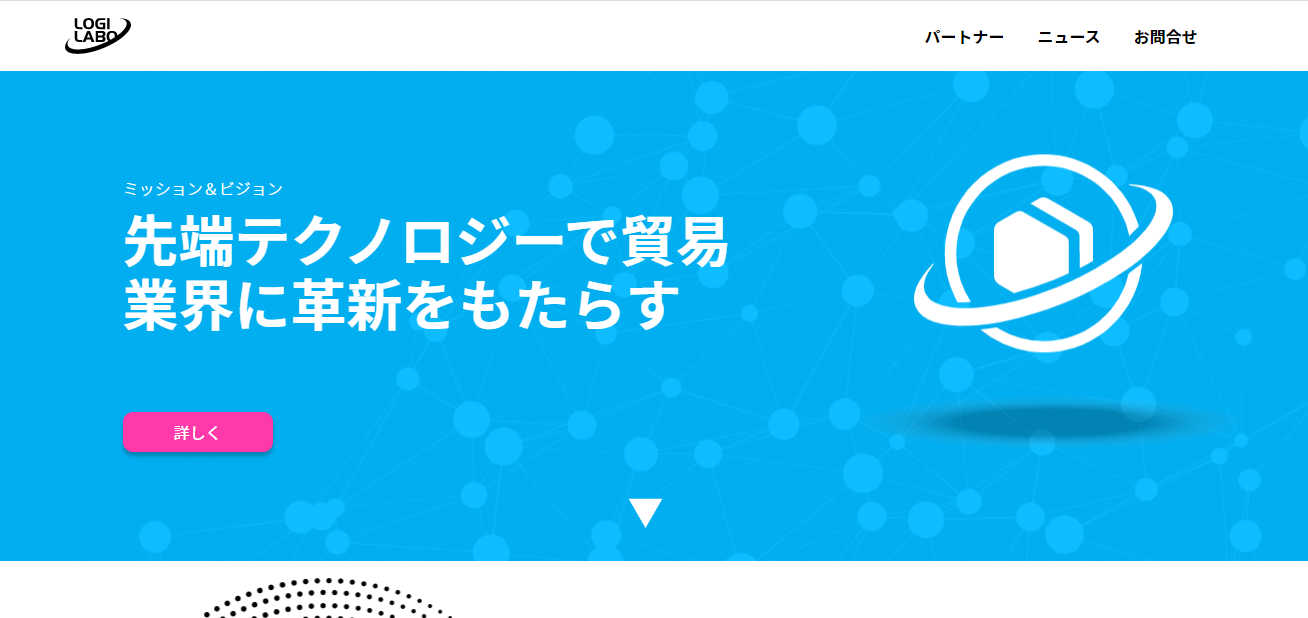 LOGI
LABO
パートナー ニュース お問合せ
ミッション＆ビジョン
先端テクノロジーで貿易
業界に革新をもたらす
詳しく